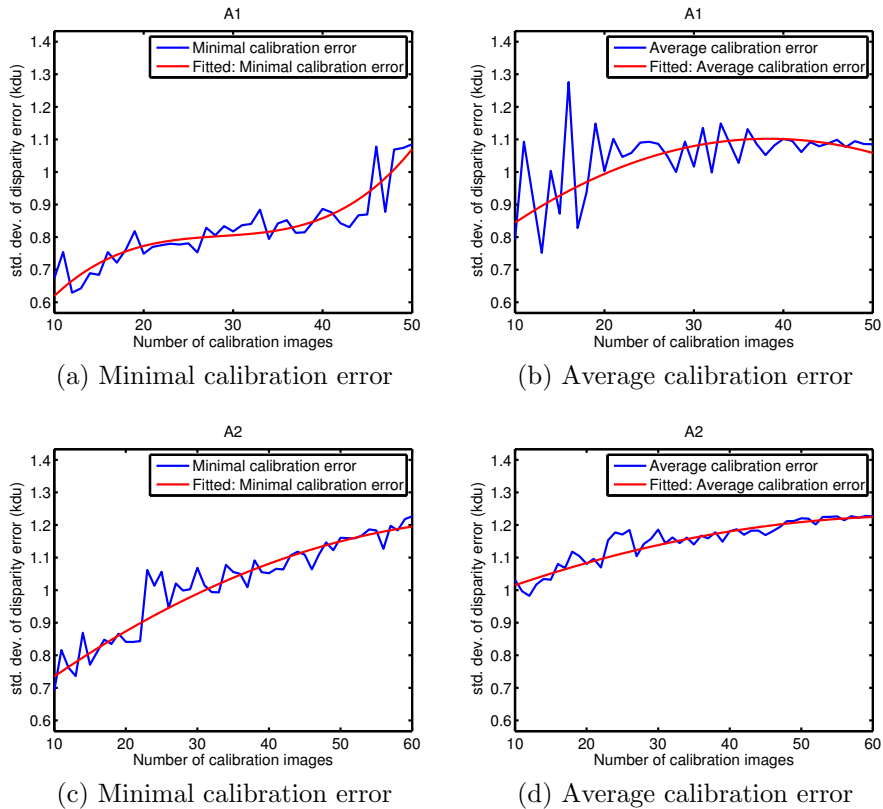 A1
Minimal calibration error
Fitted: Minimal calibration error
std. dev. of disparity error (kdu)
1.4
1.3
1.2
1.1
1
0.9
0.8
0.7
0.6
10 20 30 40 50
Number of calibration images
(a) Minimal calibration error
A1
Average calibration error
Fitted: Average calibration error
std. dev. of disparity error (kdu)
1.4
1.3
1.2
1.1
1
0.9
0.8
0.7
0.6
10 20 30 40 50
Number of calibration images
(b) Average calibration error
A2
Minimal calibration error
Fitted: Minimal calibration error
std. dev. of disparity error (kdu)
1.4
1.3
1.2
1.1
1
0.9
0.8
0.7
0.6
10 20 30 40 50 60
Number of calibration images
(c) Minimal calibration error
A2
Average calibration error
Fitted: Average calibration error
std. dev. of disparity error (kdu)
1.4
1.3
1.2
1.1
1
0.9
0.8
0.7
0.6
10 20 30 40 50 60
Number of calibration images
(d) Average calibration error